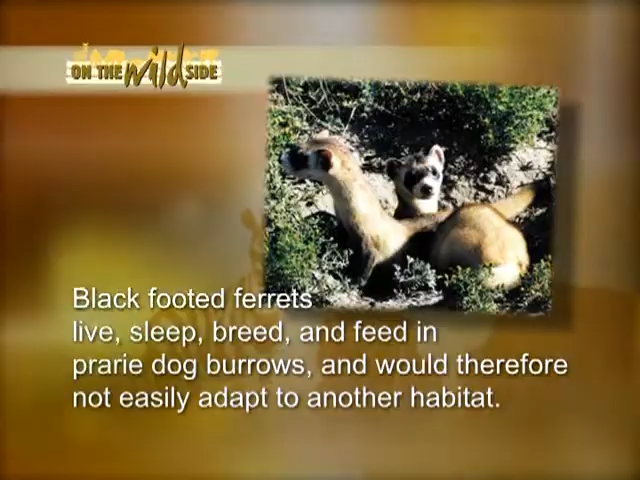 ON THE wild SIDE
Black footed ferrets
live, sleep, breed, and feed in
prarie dog burrows, and would therefore
not easily adapt to another habitat.